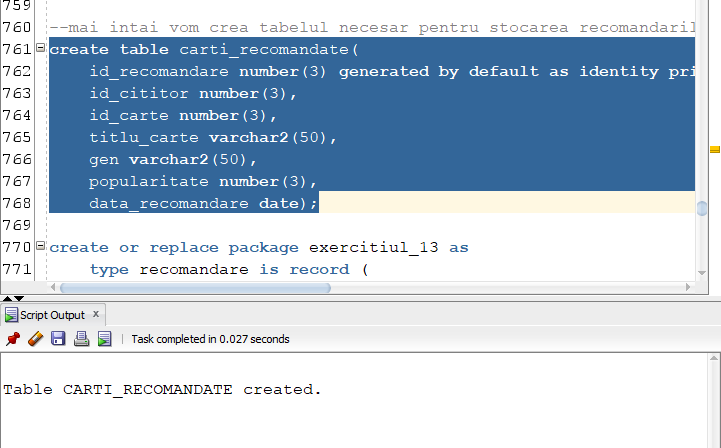 759
760 --mai intai vom crea tabelul necesar pentru stocarea recomandaril
761 create table carti_recomandate(
762 id_recomandare number(3) generated by default as identity pri
763 id_cititor number(3),
764 id_carte number(3),
765 titlu_carte varchar2(50),
766 gen varchar2(50),
767 popularitate number(3),
768 data_recomandare date);
769
770 create or replace package exercitiul_13 as
771 type recomandare is record (
Script Output x
Task completed in 0.027 seconds
Table CARTI_RECOMANDATE created.